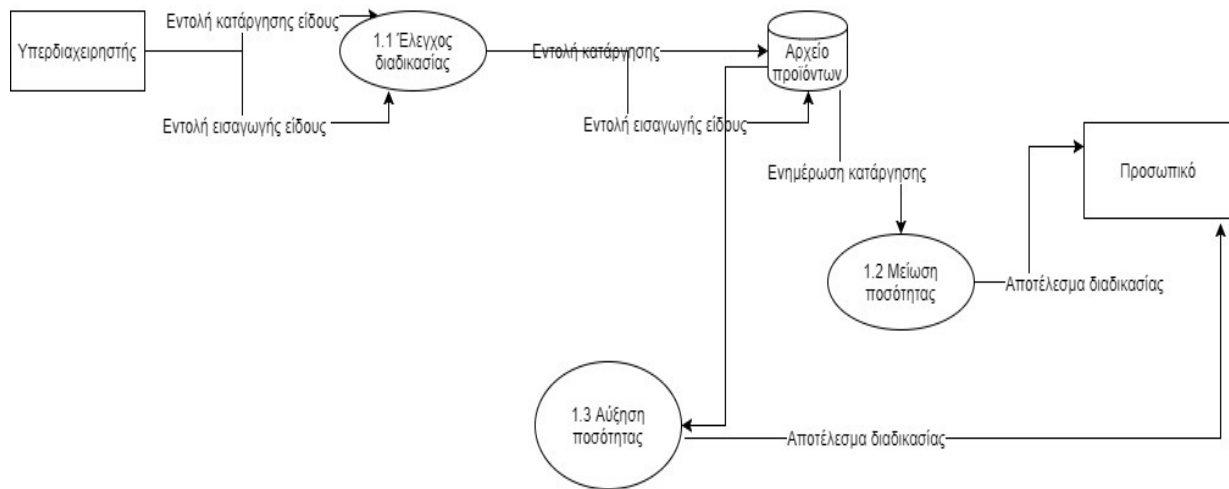 Εντολή κατάργησης είδους
Υπερδιαχειρηστής
1.1 Έλεγχος
διαδικασίας
Εντολή κατάργησης
Αρχείο
προϊόντων
Εντολή εισαγωγής είδους
Εντολή εισαγωγής είδους
Ενημέρωση κατάργησης
Προσωπικό
1.2 Μείωση
ποσότητας
Αποτέλεσμα διαδικασίας
1.3 Αύξηση
ποσότητας
Αποτέλεσμα διαδικασίας